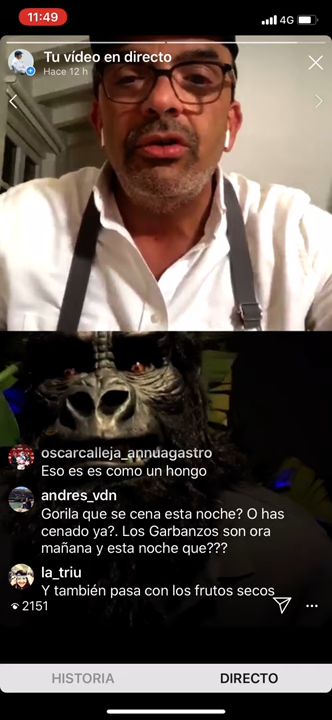 11:49
4G
Tu vídeo en directo
Hace 12 h
oscarcalleja_annuagastro
Eso es es como un hongo
andres_vdn
Gorila que se cena esta noche? O has
cenado ya?. Los Garbanzos son ora
mañana y esta noche que???
la_triu
Y también pasa con los frutos secos
2151
HISTORIA
DIRECTO